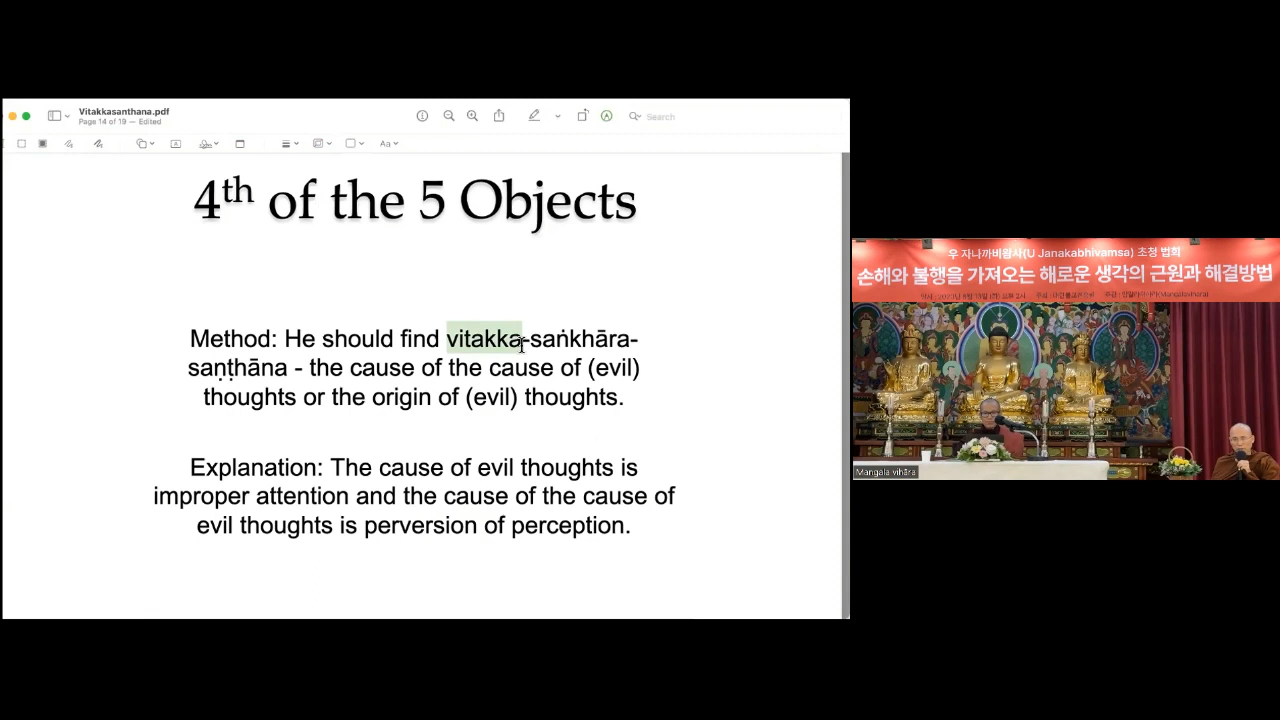 Vitakkasanthana.pdf
Page 14 of 19 — Edited
Search
Aa
4th of the 5 Objects
Method: He should find vitakka-saṅkhāra-
saṇṭhāna - the cause of the cause of (evil)
thoughts or the origin of (evil) thoughts.
Explanation: The cause of evil thoughts is
improper attention and the cause of the cause of
evil thoughts is perversion of perception.
우 자나까비왐사(U Janakabhivamsa) 초청 법회
손해와 불행을 가져오는 해로운 생각의 근원과 해결방법
Mangala vihāra